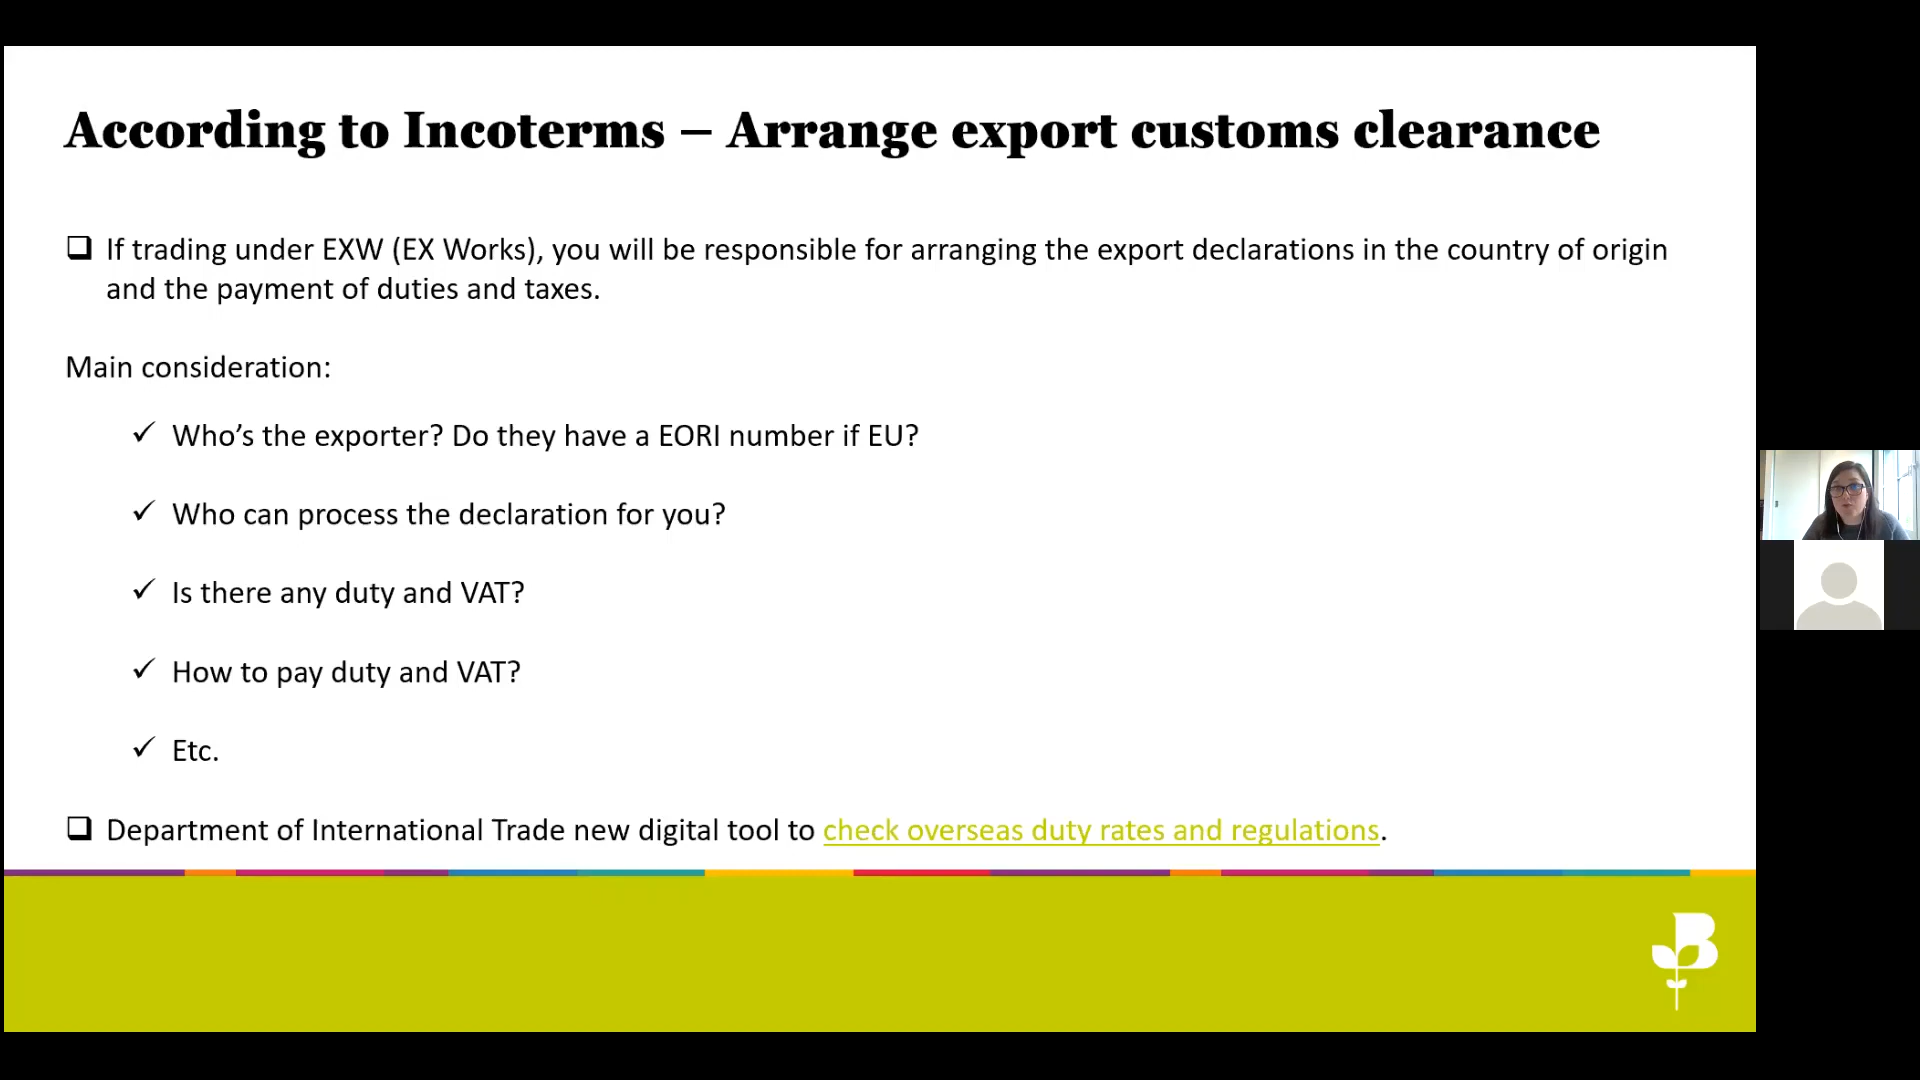 According to Incoterms – Arrange export customs clearance
If trading under EXW (EX Works), you will be responsible for arranging the export declarations in the country of origin
and the payment of duties and taxes.
Main consideration:
Who’s the exporter? Do they have a EORI number if EU?
Who can process the declaration for you?
Is there any duty and VAT?
How to pay duty and VAT?
Etc.
Department of International Trade new digital tool to check overseas duty rates and regulations.